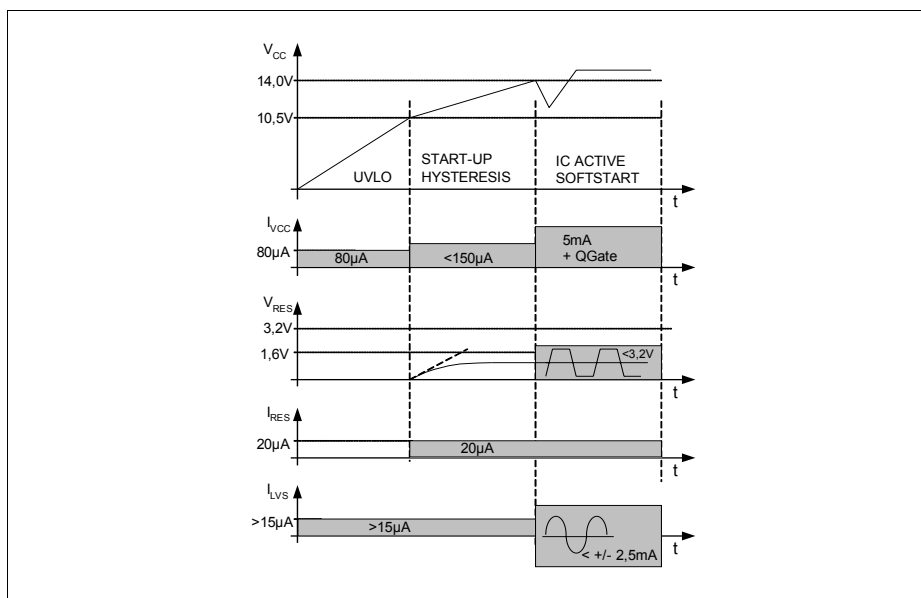 VCC
14,0V
10,5V
UVLO
START-UP
HYSTERESIS
IC ACTIVE
SOFTSTART
t
IVCC
80µA
80µA
<150µA
5mA
+ QGate
t
VRES
3,2V
1,6V
<3,2V
t
IRES
20µA
20µA
t
ILVS
>15µA
>15µA
< +/- 2,5mA
t